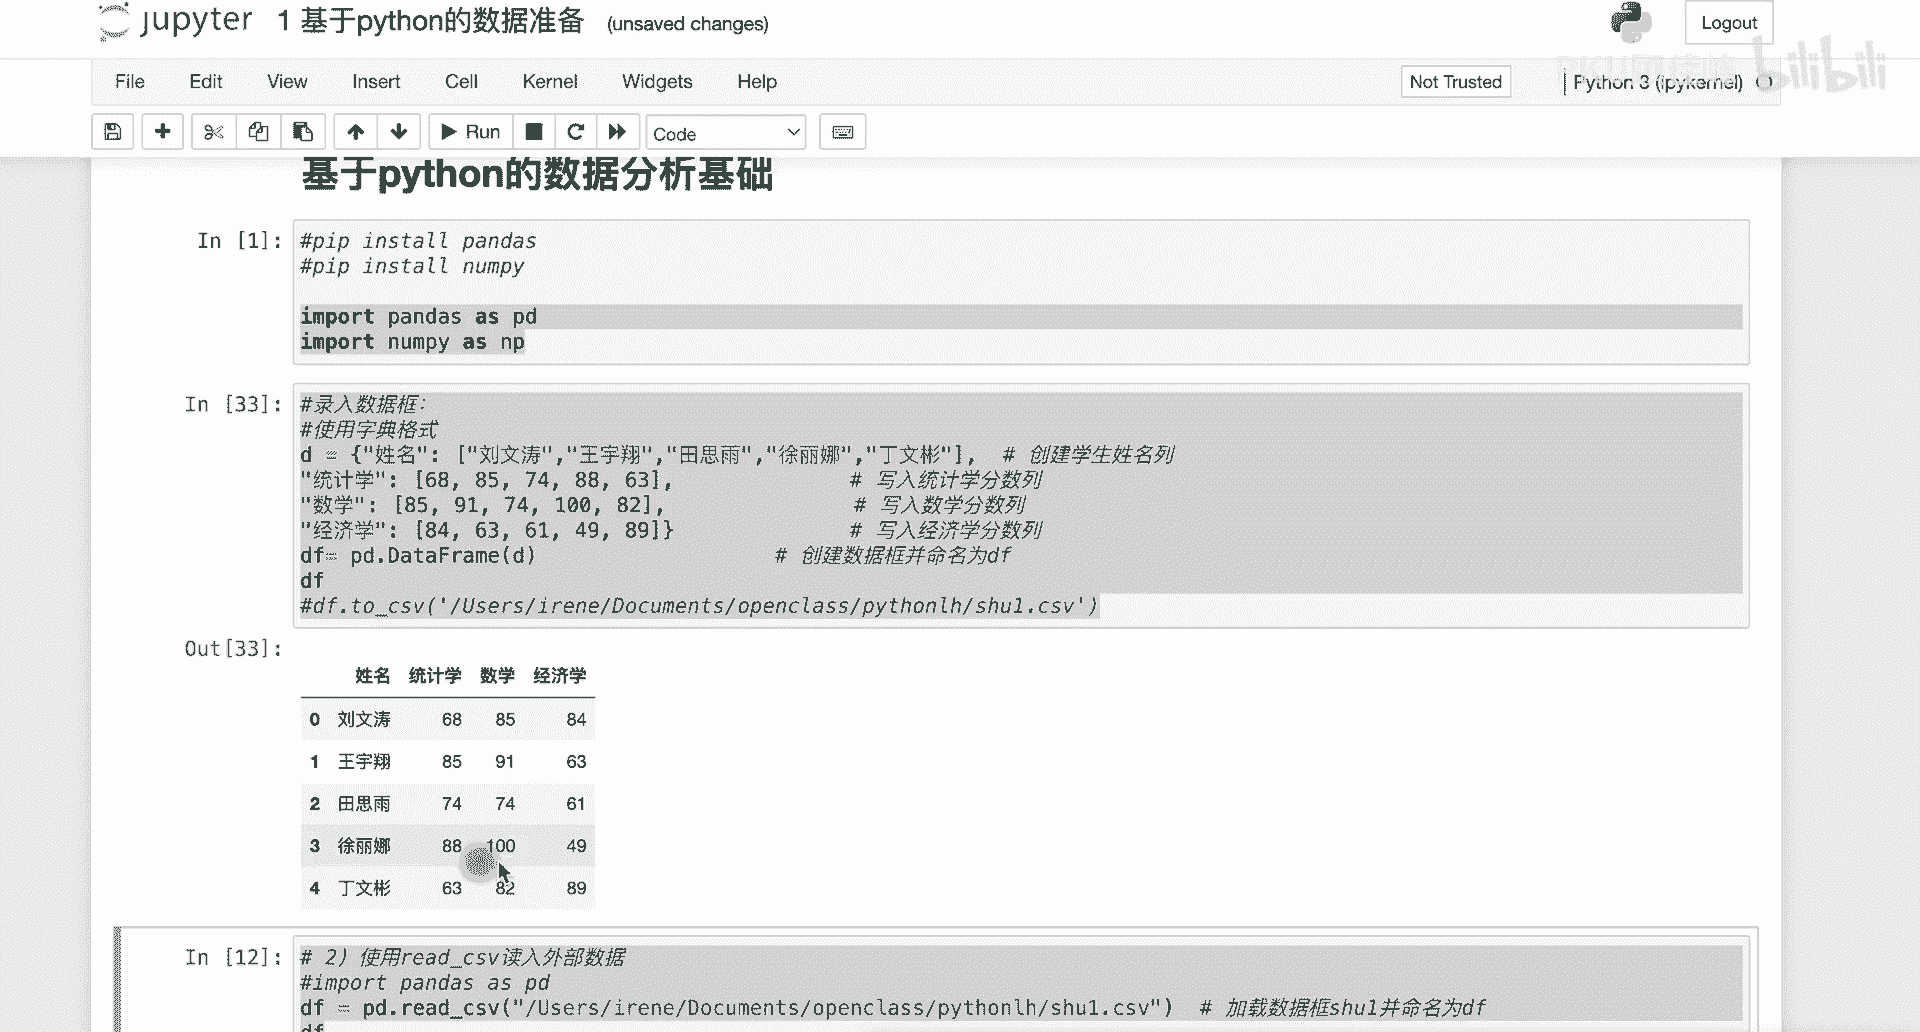 jupyter 1 基于python的数据准备 (unsaved changes)
Logout
bilibili
File Edit View Insert Cell Kernel Widgets Help
Not Trusted
Python 3 (ipykernel)
Run
Code
基于python的数据分析基础
In [1]:
#pip install pandas
#pip install numpy
import pandas as pd
import numpy as np
In [33]:
#录入数据框:
#使用字典格式
d = {"姓名": ["刘文涛","王宇翔","田思雨","徐丽娜","丁文彬"], # 创建学生姓名列
"统计学": [68, 85, 74, 88, 63], # 写入统计学分数列
"数学": [85, 91, 74, 100, 82], # 写入数学分数列
"经济学": [84, 63, 61, 49, 89]} # 写入经济学分数列
df= pd.DataFrame(d) # 创建数据框并命名为df
df
#df.to_csv('/Users/irene/Documents/openclass/pythonlh/shu1.csv')
Out[33]:
姓名 统计学 数学 经济学
0 刘文涛 68 85 84
1 王宇翔 85 91 63
2 田思雨 74 74 61
3 徐丽娜 88 100 49
4 丁文彬 63 82 89
In [12]:
# 2) 使用read_csv读入外部数据
#import pandas as pd
df = pd.read_csv("/Users/irene/Documents/openclass/pythonlh/shu1.csv") # 加载数据框shu1并命名为df
df